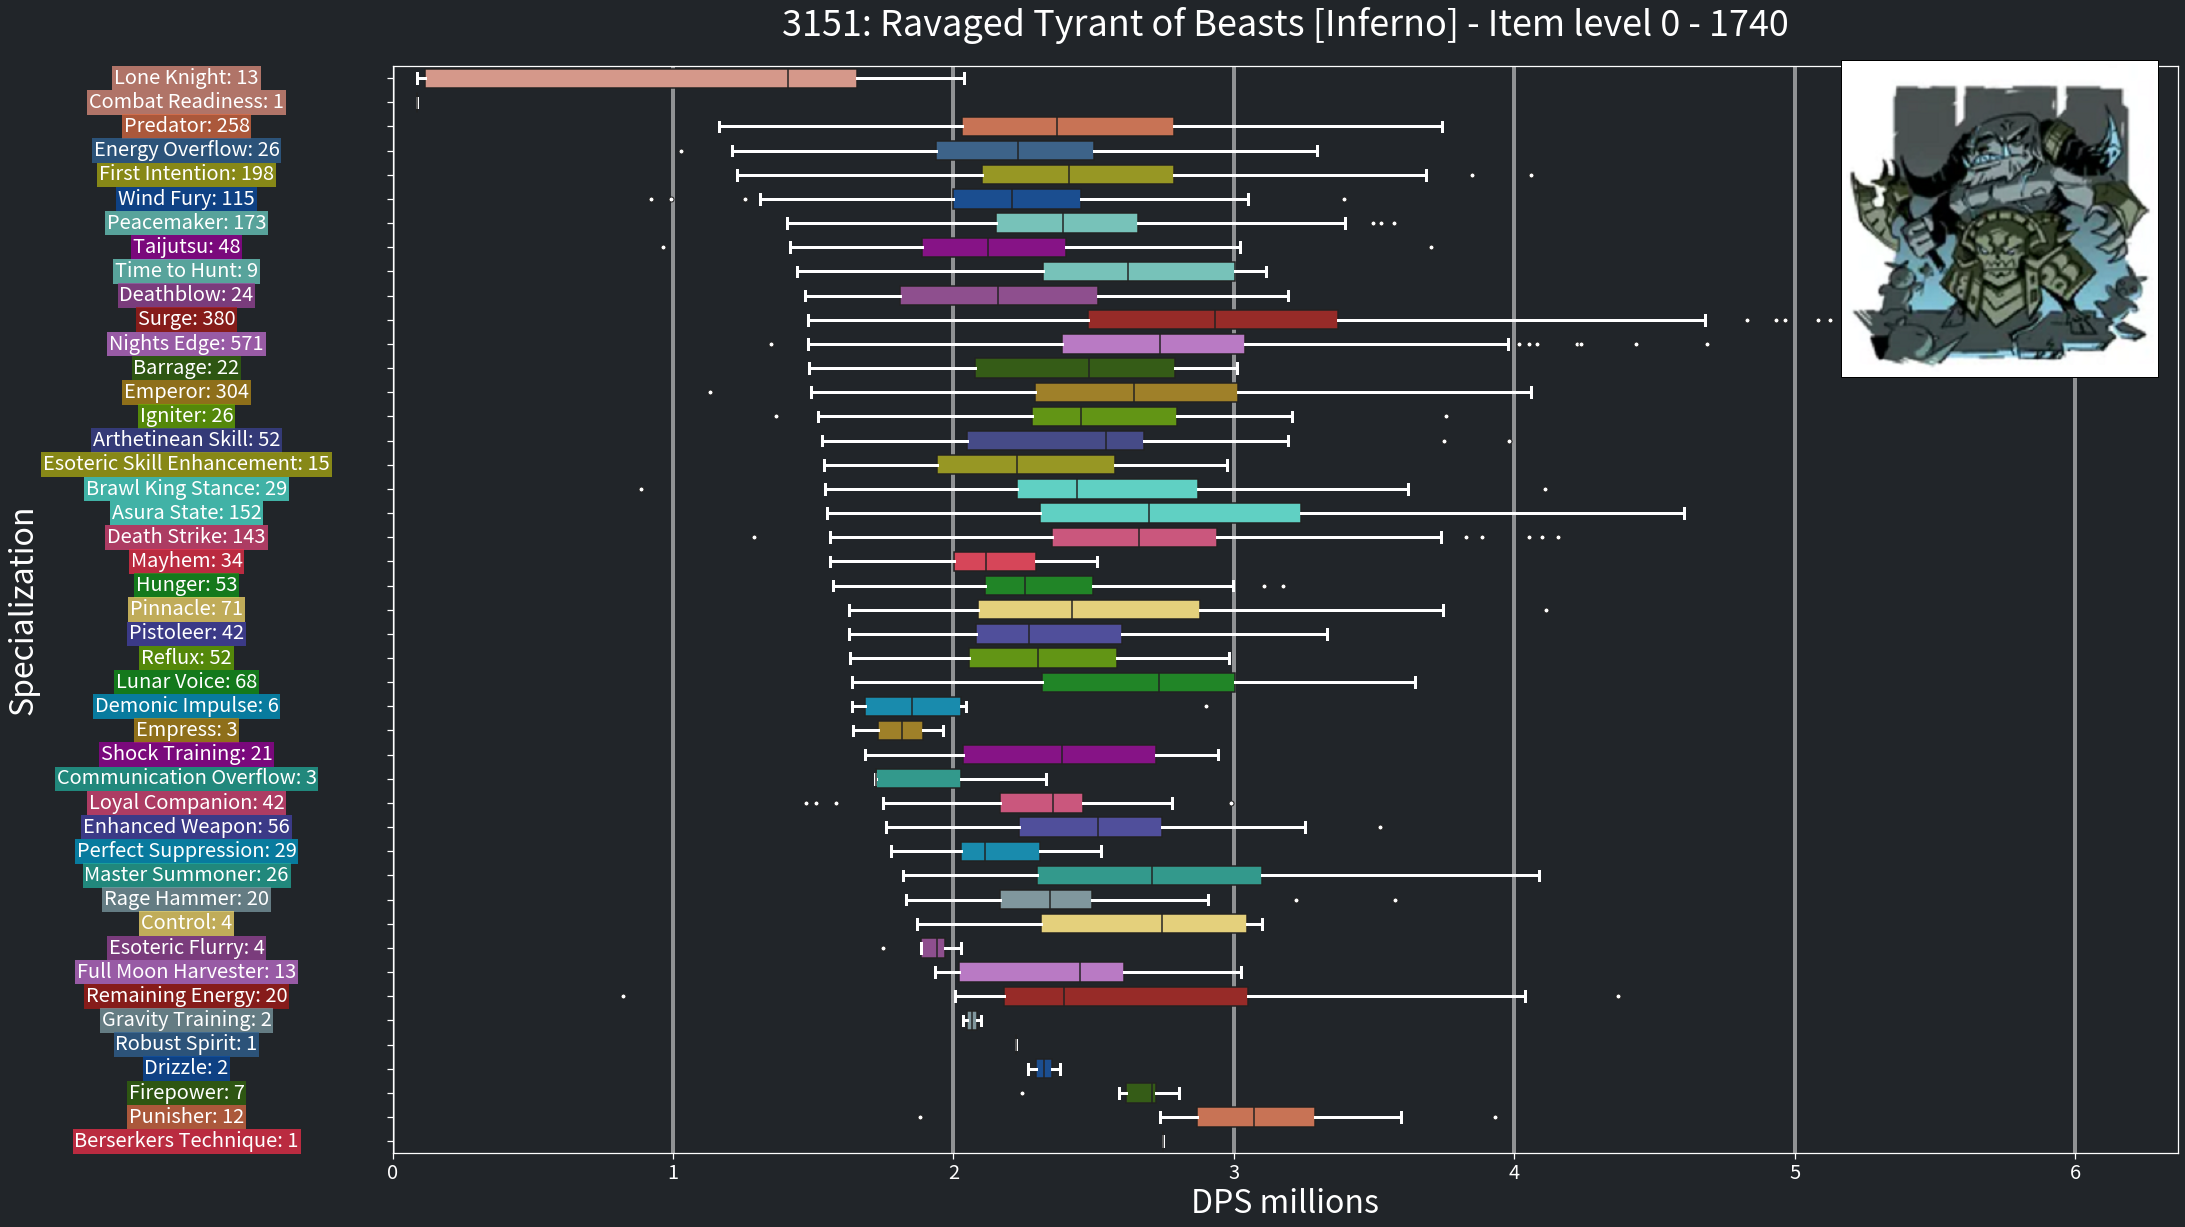 3151: Ravaged Tyrant of Beasts [Inferno] - Item level 0 - 1740
Specialization
Lone Knight: 13
Combat Readiness: 1
Predator: 258
Energy Overflow: 26
First Intention: 198
Wind Fury: 115
Peacemaker: 173
Taijutsu: 48
Time to Hunt: 9
Deathblow: 24
Surge: 380
Nights Edge: 571
Barrage: 22
Emperor: 304
Igniter: 26
Arthetinean Skill: 52
Esoteric Skill Enhancement: 15
Brawl King Stance: 29
Asura State: 152
Death Strike: 143
Mayhem: 34
Hunger: 53
Pinnacle: 71
Pistoleer: 42
Reflux: 52
Lunar Voice: 68
Demonic Impulse: 6
Empress: 3
Shock Training: 21
Communication Overflow: 3
Loyal Companion: 42
Enhanced Weapon: 56
Perfect Suppression: 29
Master Summoner: 26
Rage Hammer: 20
Control: 4
Esoteric Flurry: 4
Full Moon Harvester: 13
Remaining Energy: 20
Gravity Training: 2
Robust Spirit: 1
Drizzle: 2
Firepower: 7
Punisher: 12
Berserkers Technique: 1
0 1 2 3 4 5 6
DPS millions